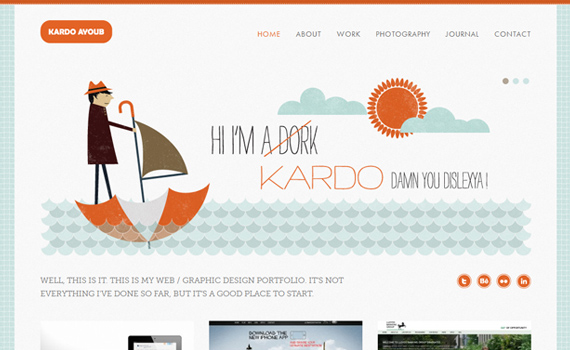 KARDO AYOUB
HOME ABOUT WORK PHOTOGRAPHY JOURNAL CONTACT
HI I'M A DORK
KARDO DAMN YOU DISLEXYA !
WELL, THIS IS IT. THIS IS MY WEB / GRAPHIC DESIGN PORTFOLIO. IT'S NOT
EVERYTHING I'VE DONE SO FAR, BUT IT'S A GOOD PLACE TO START.
t Bē in
DOWNLOAD THE
NEW IPHONE APP